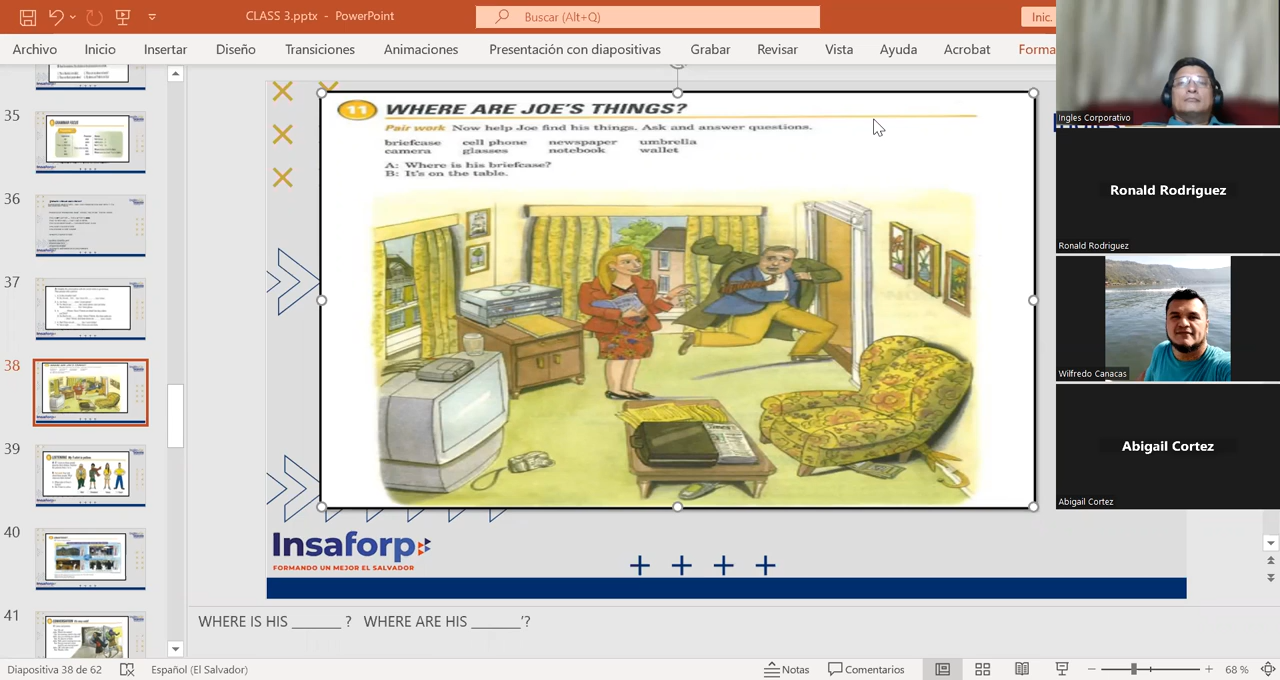 CLASS 3.pptx - PowerPoint
Buscar (Alt+Q)
Inic.
Archivo Inicio Insertar Diseño Transiciones Animaciones Presentación con diapositivas Grabar Revisar Vista Ayuda Acrobat Forma
35
36
37
38
39
40
41
11 WHERE ARE JOE'S THINGS?
Pair work Now help Joe find his things. Ask and answer questions.
briefcase cell phone newspaper umbrella
camera glasses notebook wallet
A: Where is his briefcase?
B: It's on the table.
Insaforp
FORMANDO UN MEJOR EL SALVADOR
WHERE IS HIS _______ ? WHERE ARE HIS ______'?
Ingles Corporativo
Ronald Rodriguez
Ronald Rodriguez
Wilfredo Canacas
Abigail Cortez
Abigail Cortez
Diapositiva 38 de 62 Español (El Salvador) Notas Comentarios 68 %